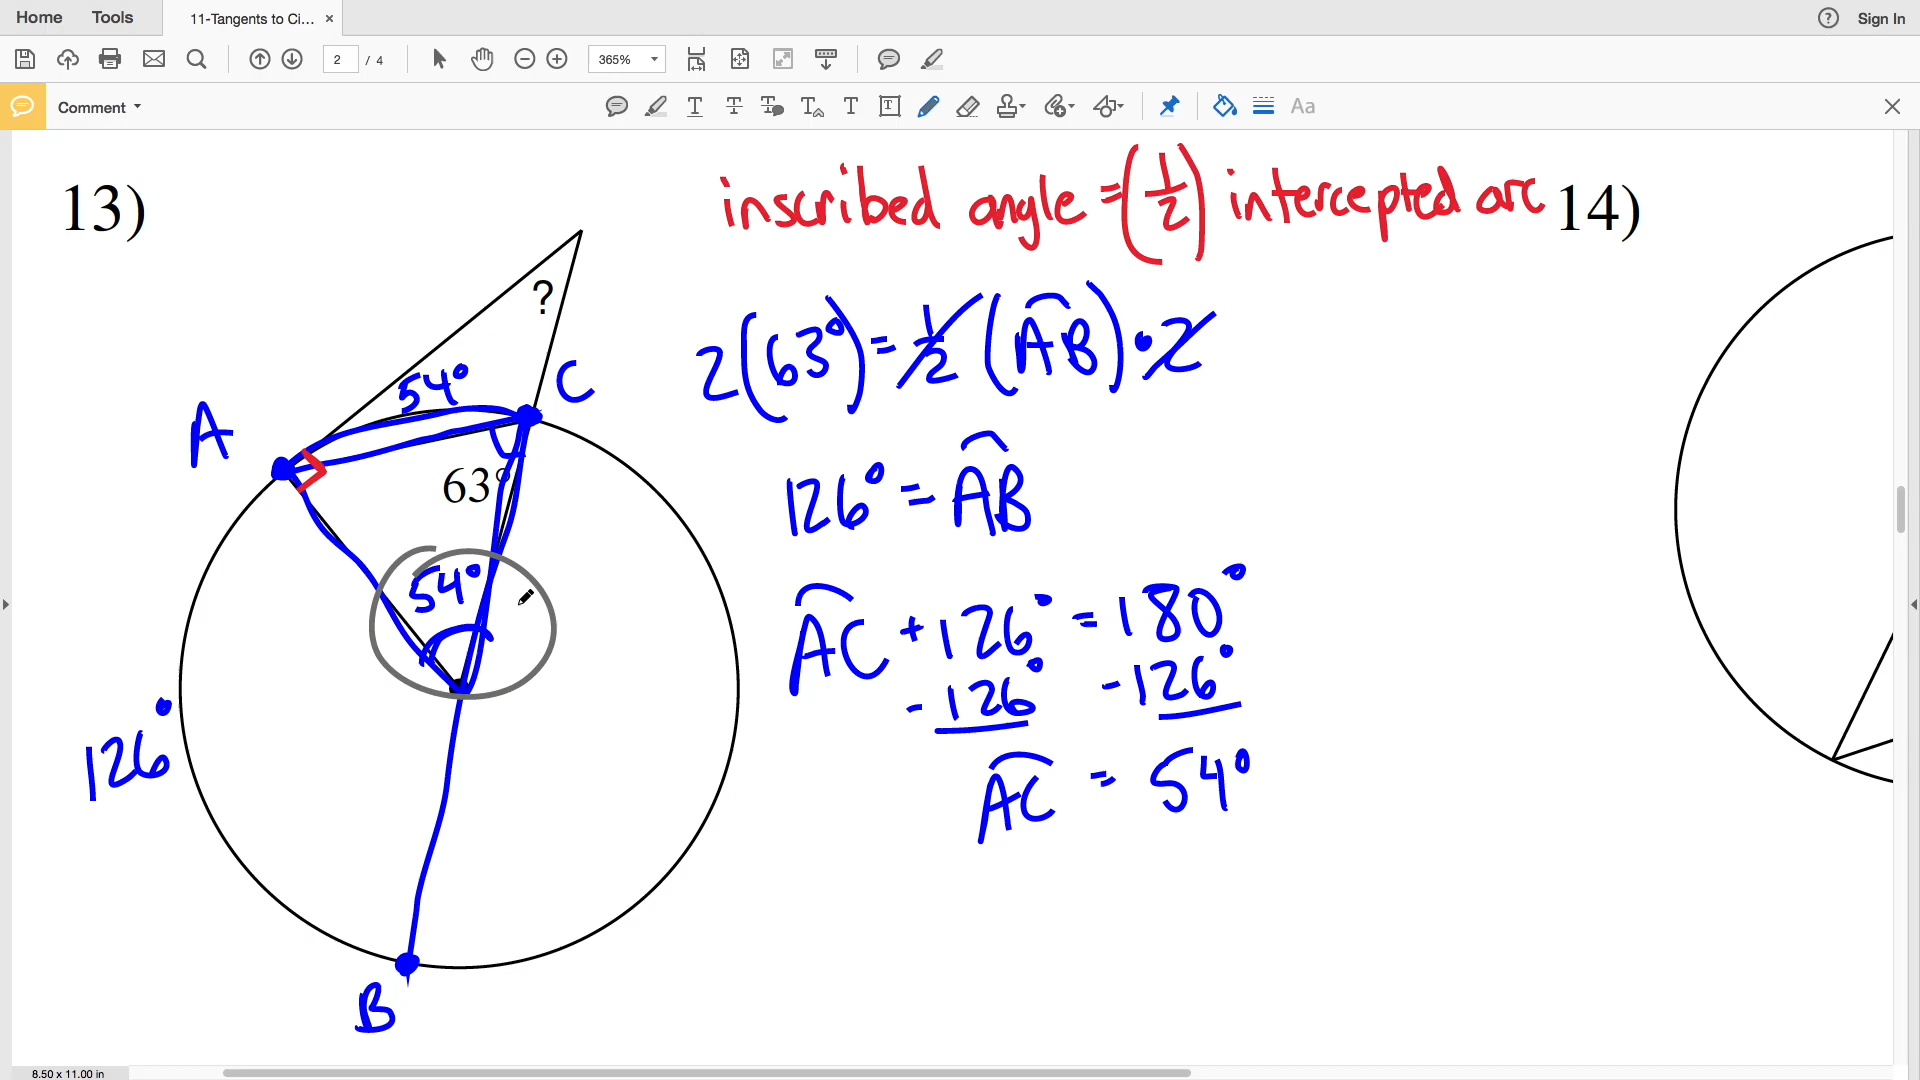 Home Tools 11-Tangents to Ci... × ? Sign In
2 / 4 365%
Comment Aa
13)
inscribed angle = (1/2) intercepted arc
14)
?
2(63°) = 1/2 (AB) • 2
54°
C
A
63°
126° = AB
54°
AC + 126° = 180°
- 126° - 126°
126°
AC = 54°
B
8.50 x 11.00 in